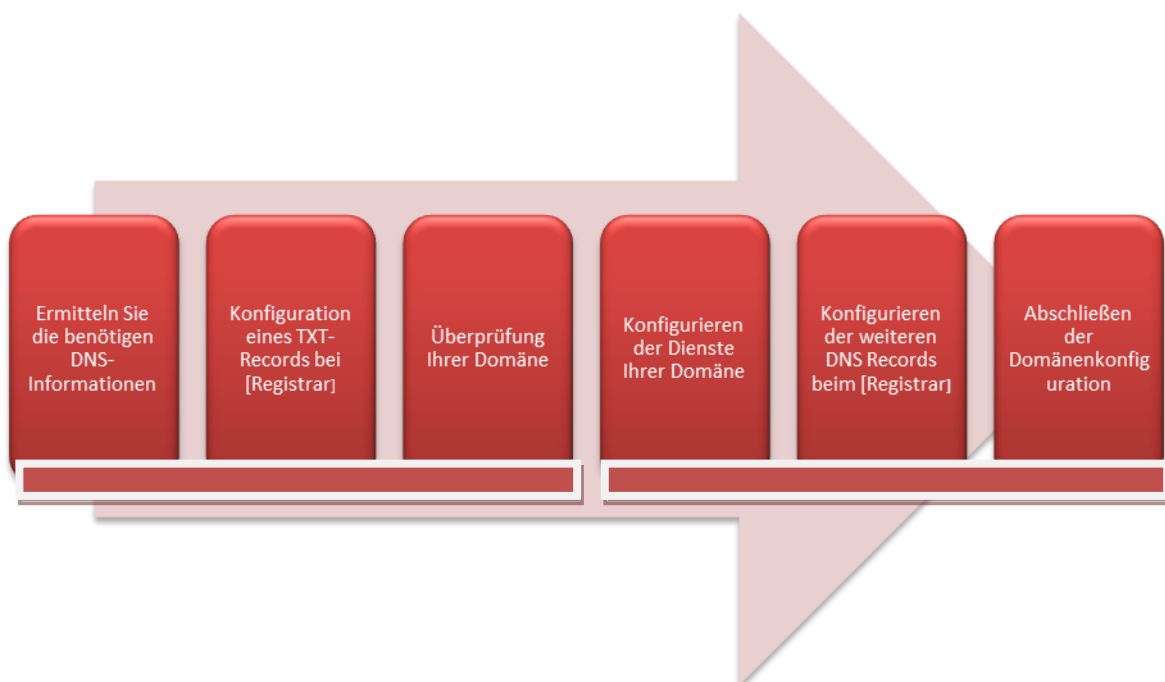 Ermitteln Sie
die benötigen
DNS-
Informationen
Konfiguration
eines TXT-
Records bei
[Registrar]
Überprüfung
Ihrer Domäne
Konfigurieren
der Dienste
Ihrer Domäne
Konfigurieren
der weiteren
DNS Records
beim [Registrar]
Abschließen
der
Domänenkonfig
uration